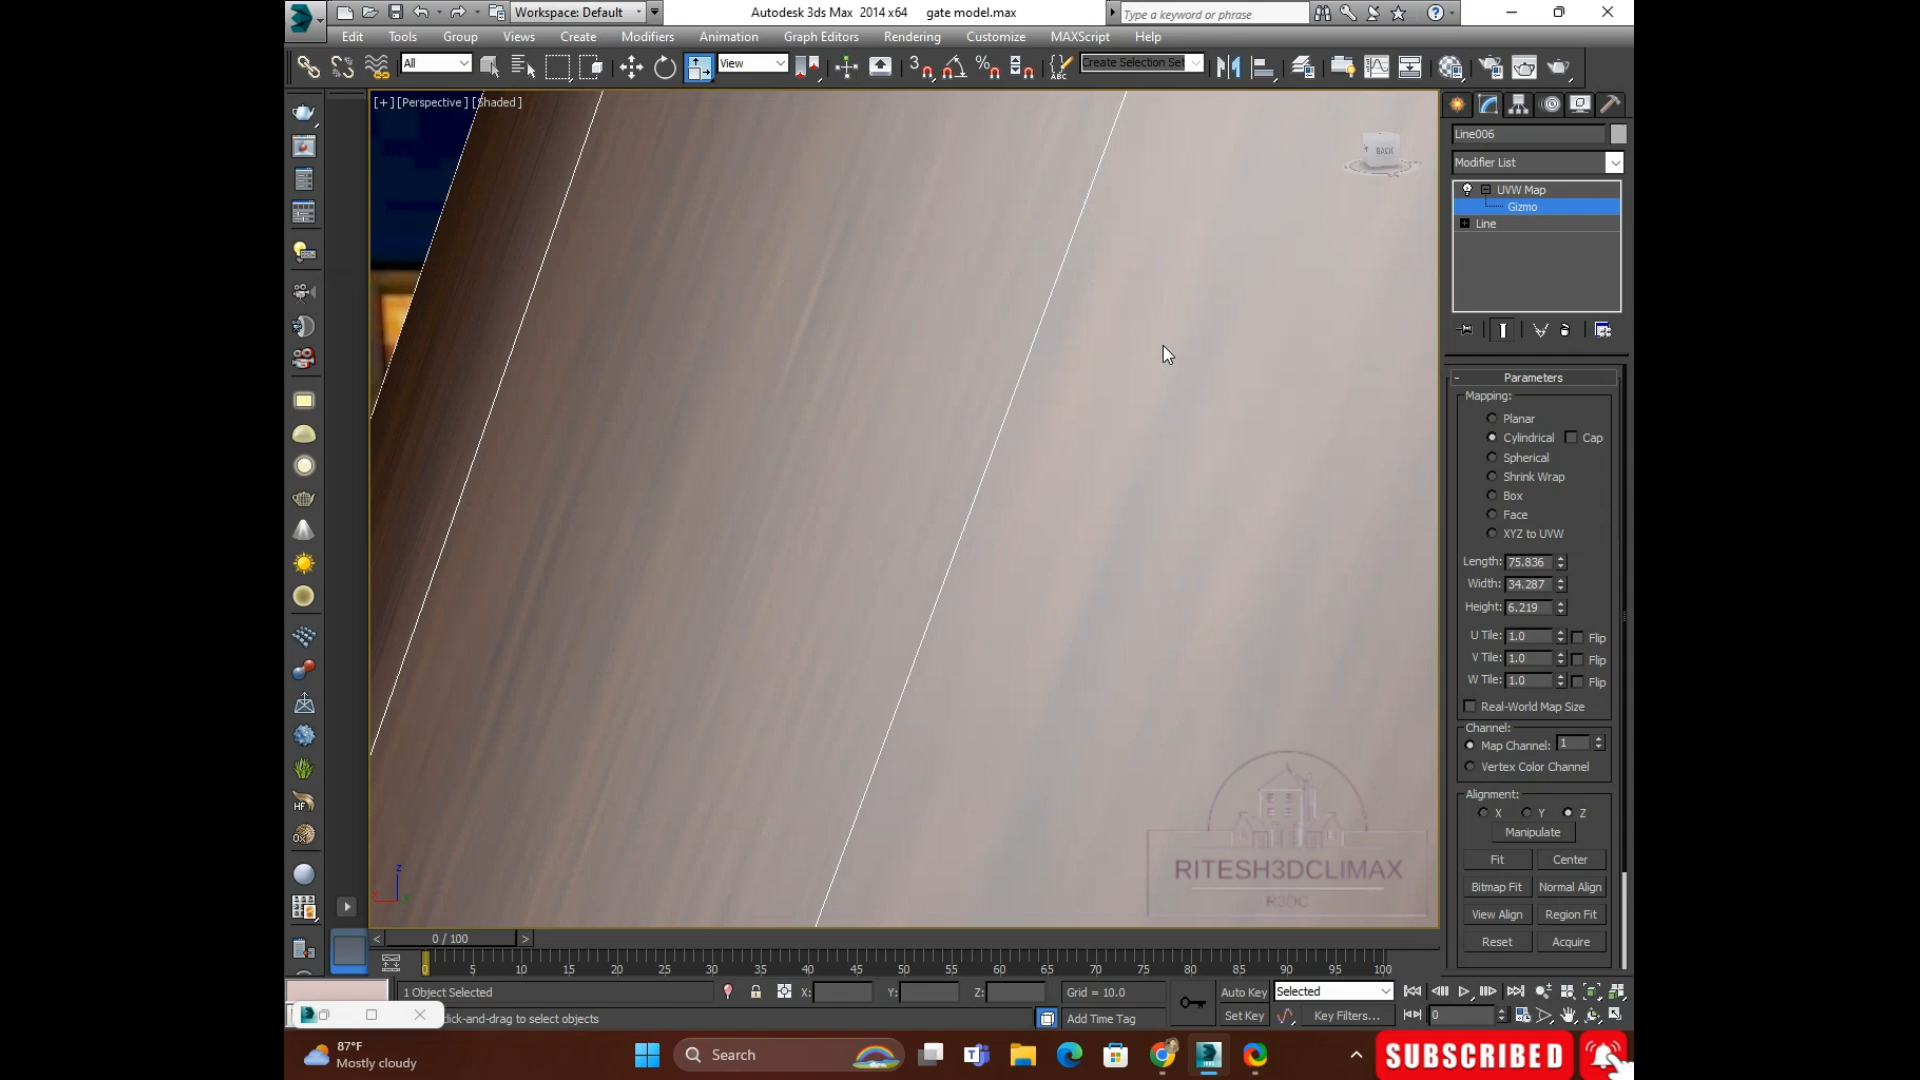 Workspace: Default
Autodesk 3ds Max 2014 x64 gate model.max
Type a keyword or phrase
Edit Tools Group Views Create Modifiers Animation Graph Editors Rendering Customize MAXScript Help
All
View
3
ABC
Create Selection Set
[+][Perspective][Shaded]
BACK
Line006
Modifier List
UVW Map
Gizmo
Line
Parameters
Mapping:
Planar
Cylindrical Cap
Spherical
Shrink Wrap
Box
Face
XYZ to UVW
Length: 75.836
Width: 34.287
Height: 6.219
U Tile: 1.0 Flip
V Tile: 1.0 Flip
W Tile: 1.0 Flip
Real-World Map Size
Channel:
Map Channel: 1
Vertex Color Channel
Alignment:
X Y Z
Manipulate
Fit Center
Bitmap Fit Normal Align
View Align Region Fit
Reset Acquire
HF
z
RITESH3DCLIMAX
R3DC
< 0 / 100 >
0 5 10 15 20 25 30 35 40 45 50 55 60 65 70 75 80 85 90 95 100
1 Object Selected
X: Y: Z: Grid = 10.0
Auto Key Selected
lick-and-drag to select objects
Add Time Tag
Set Key Key Filters... 0
87°F
Mostly cloudy
Search
SUBSCRIBED